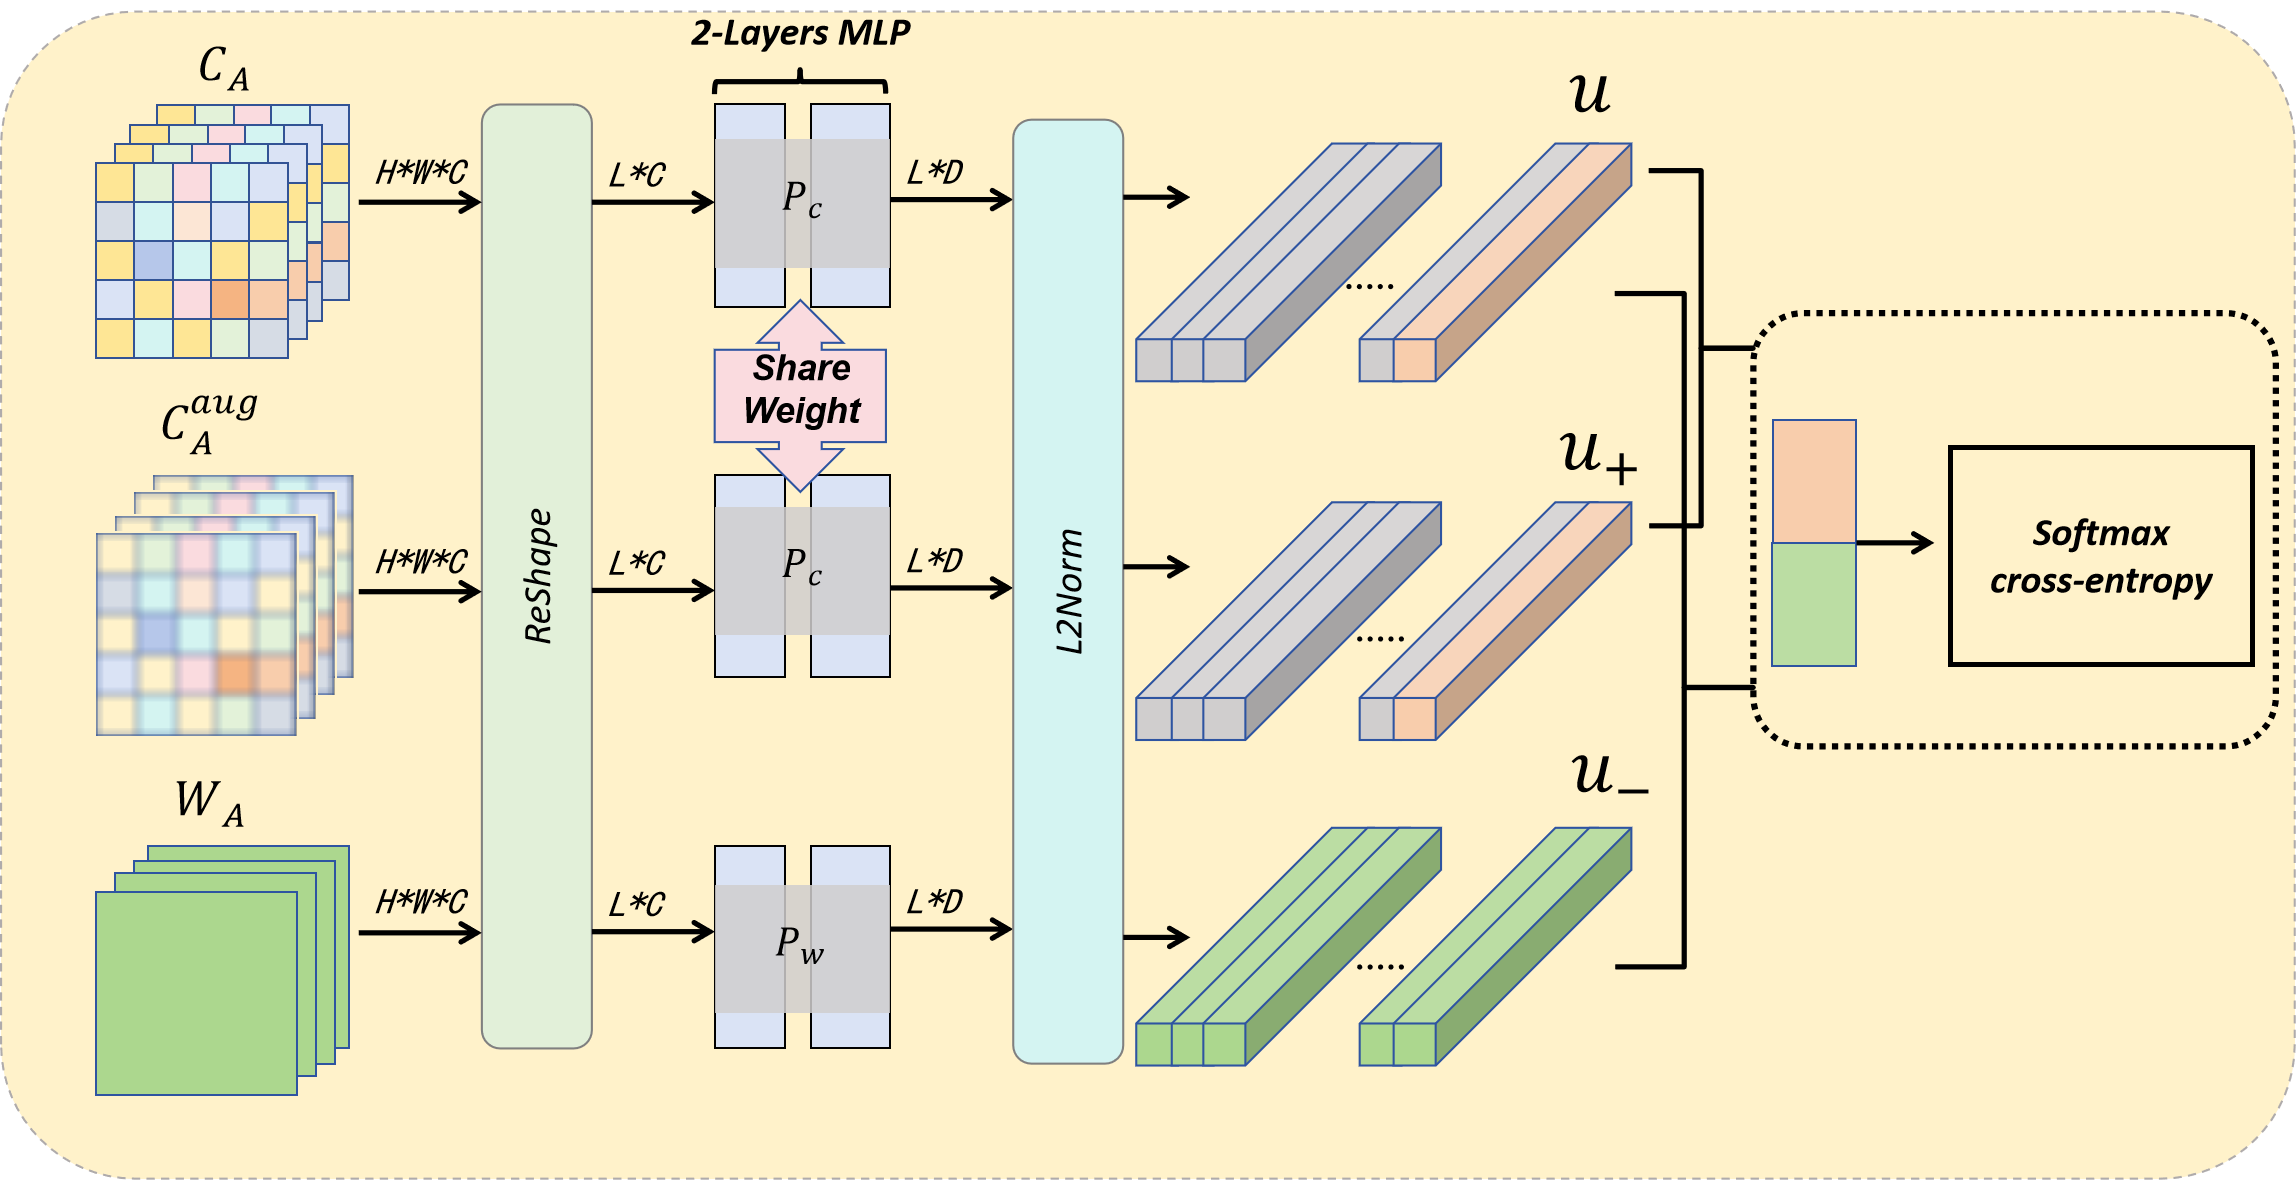 2-Layers MLP
C_A
H*W*C
L*C
P_c
L*D
u
Share
Weight
C_A^{aug}
H*W*C
ReShape
L*C
P_c
L*D
L2Norm
u_+
Softmax
cross-entropy
W_A
H*W*C
L*C
P_w
L*D
u_−
.....
.....
.....